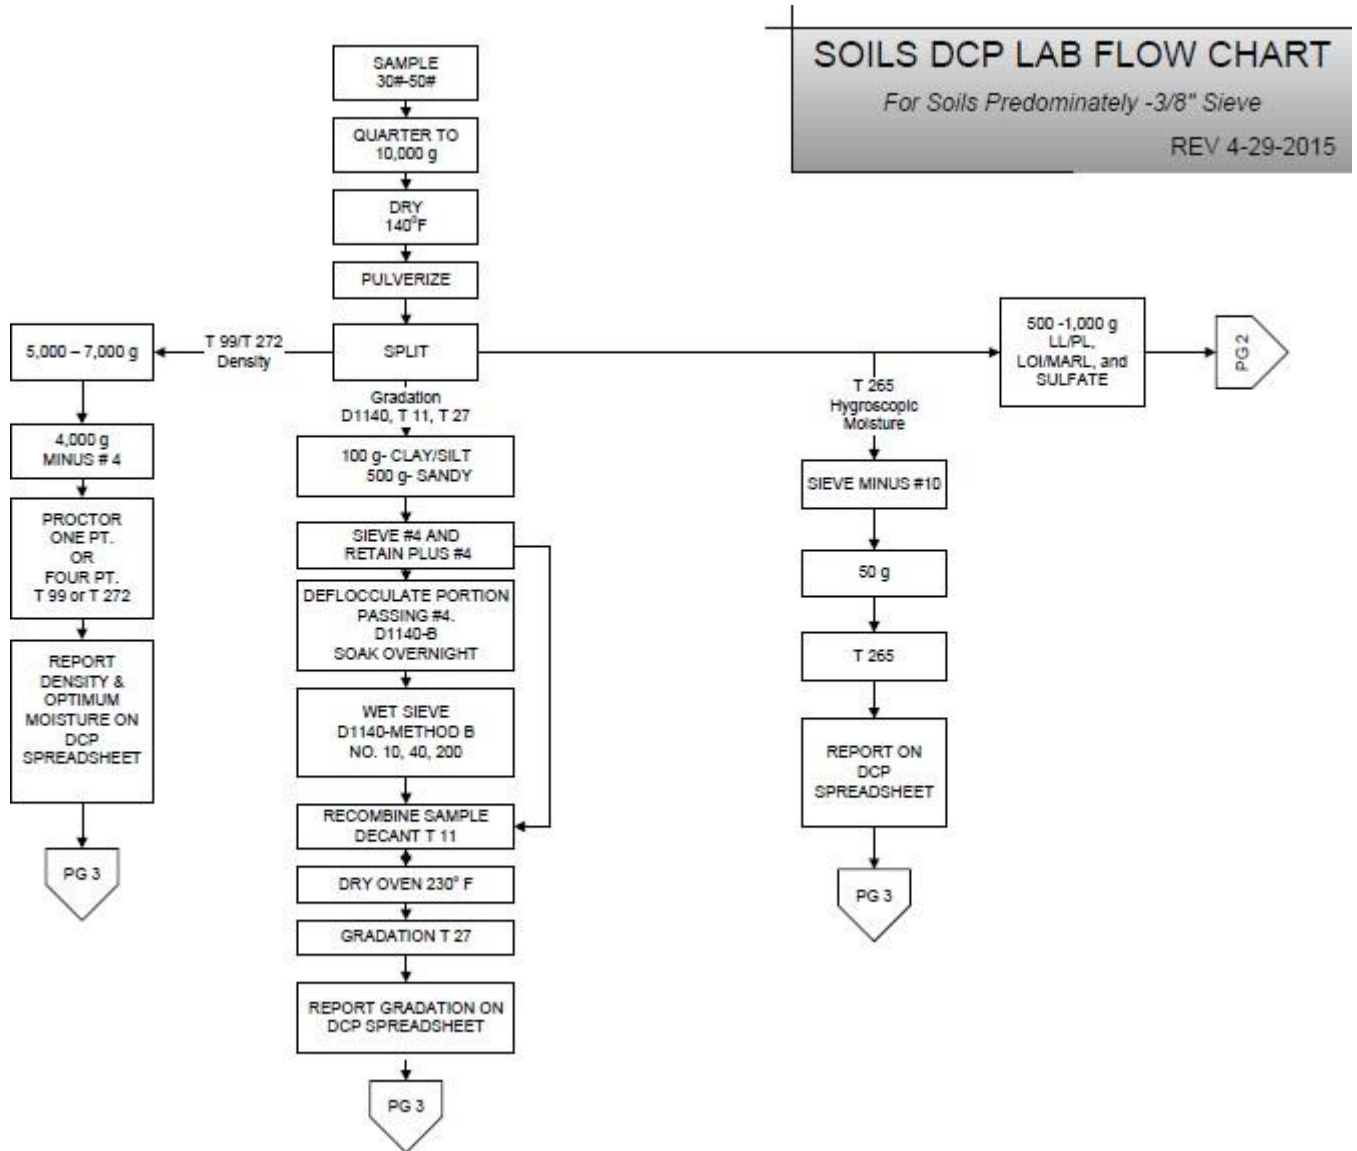 SOILS DCP LAB FLOW CHART
For Soils Predominately -3/8" Sieve
REV 4-29-2015
SAMPLE
30#-50#
QUARTER TO
10,000 g
DRY
140°F
PULVERIZE
SPLIT
T 99/T 272
Density
5,000 – 7,000 g
4,000 g
MINUS # 4
PROCTOR
ONE PT.
OR
FOUR PT.
T 99 or T 272
REPORT
DENSITY &
OPTIMUM
MOISTURE ON
DCP
SPREADSHEET
PG 3
Gradation
D1140, T 11, T 27
100 g- CLAY/SILT
500 g- SANDY
SIEVE #4 AND
RETAIN PLUS #4
DEFLOCCULATE PORTION
PASSING #4.
D1140-B
SOAK OVERNIGHT
WET SIEVE
D1140-METHOD B
NO. 10, 40, 200
RECOMBINE SAMPLE
DECANT T 11
DRY OVEN 230° F
GRADATION T 27
REPORT GRADATION ON
DCP SPREADSHEET
PG 3
T 265
Hygroscopic
Moisture
SIEVE MINUS #10
50 g
T 265
REPORT ON
DCP
SPREADSHEET
PG 3
500 -1,000 g
LL/PL,
LOI/MARL, and
SULFATE
PG 2